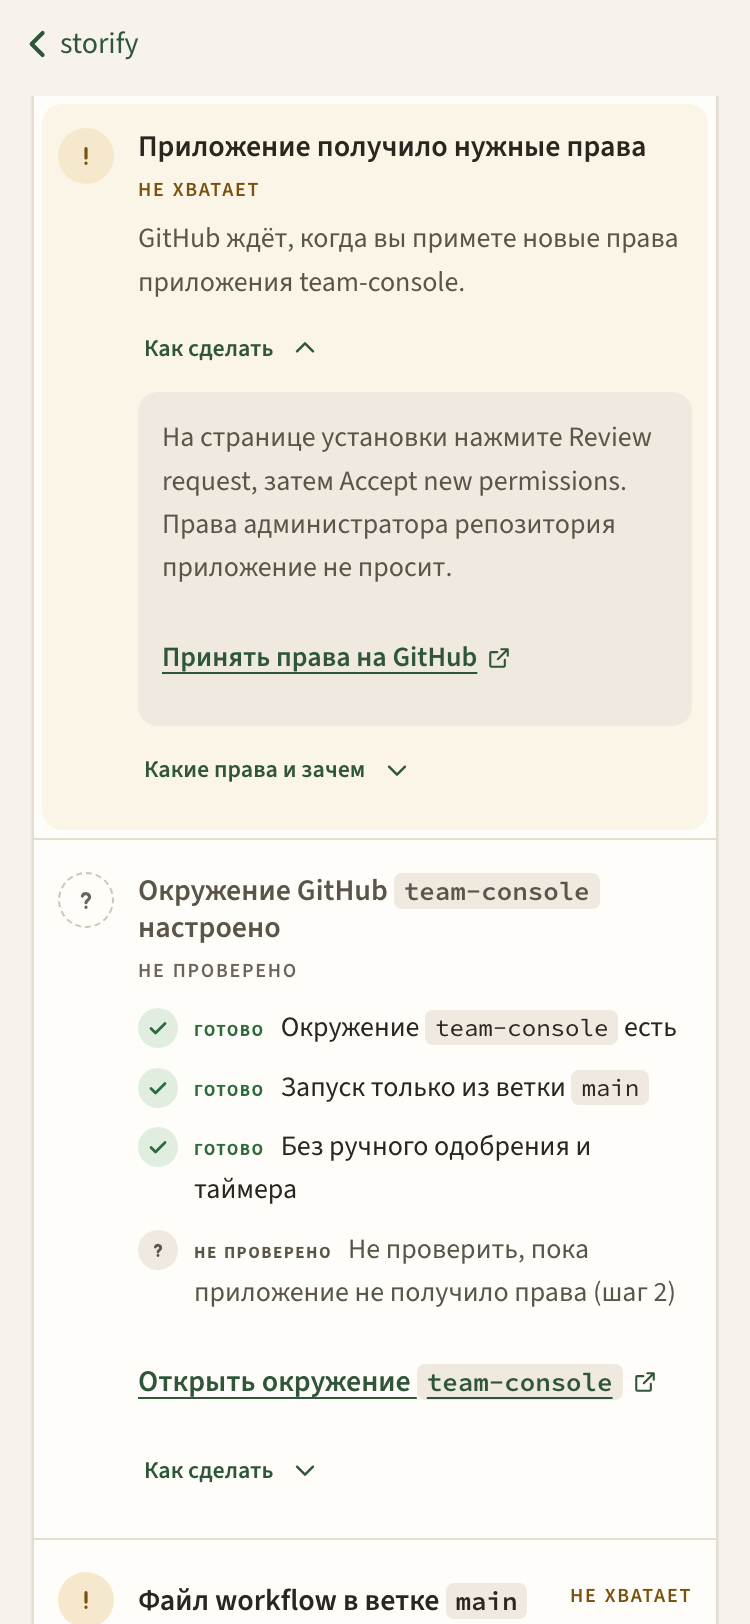 storify
!
Приложение получило нужные права
НЕ ХВАТАЕТ
GitHub ждёт, когда вы примете новые права
приложения team-console.
Как сделать
На странице установки нажмите Review
request, затем Accept new permissions.
Права администратора репозитория
приложение не просит.
Принять права на GitHub
Какие права и зачем
?
Окружение GitHub team-console
настроено
НЕ ПРОВЕРЕНО
ГОТОВО Окружение team-console есть
ГОТОВО Запуск только из ветки main
ГОТОВО Без ручного одобрения и
таймера
? НЕ ПРОВЕРЕНО Не проверить, пока
приложение не получило права (шаг 2)
Открыть окружение team-console
Как сделать
! Файл workflow в ветке main НЕ ХВАТАЕТ